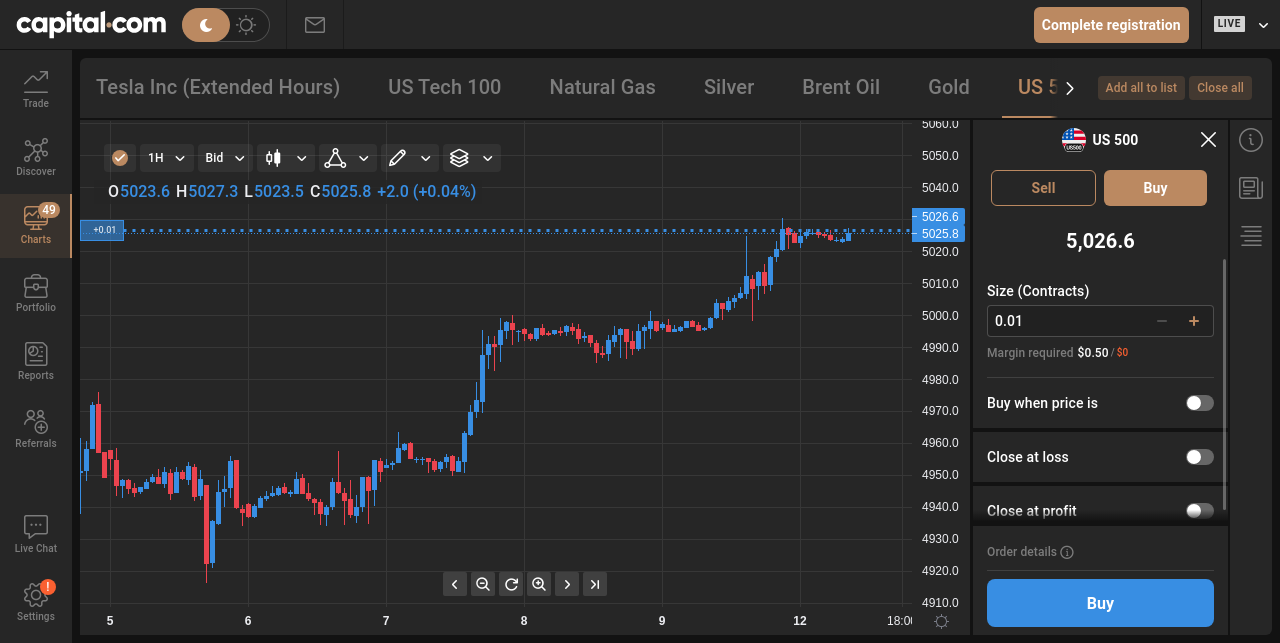 capital.com
Complete registration
LIVE
Trade
Discover
49
Charts
Portfolio
Reports
Referrals
Live Chat
!
Settings
Tesla Inc (Extended Hours)
US Tech 100
Natural Gas
Silver
Brent Oil
Gold
US 5
Add all to list
Close all
1H
Bid
O5023.6 H5027.3 L5023.5 C5025.8 +2.0 (+0.04%)
+0.01
5060.0
5050.0
5040.0
5026.6
5025.8
5020.0
5010.0
5000.0
4990.0
4980.0
4970.0
4960.0
4950.0
4940.0
4930.0
4920.0
4910.0
5 6 7 8 9 12 18:00
US500
US 500
Sell
Buy
5,026.6
Size (Contracts)
0.01
Margin required $0.50 / $0
Buy when price is
Close at loss
Close at profit
Order details
Buy